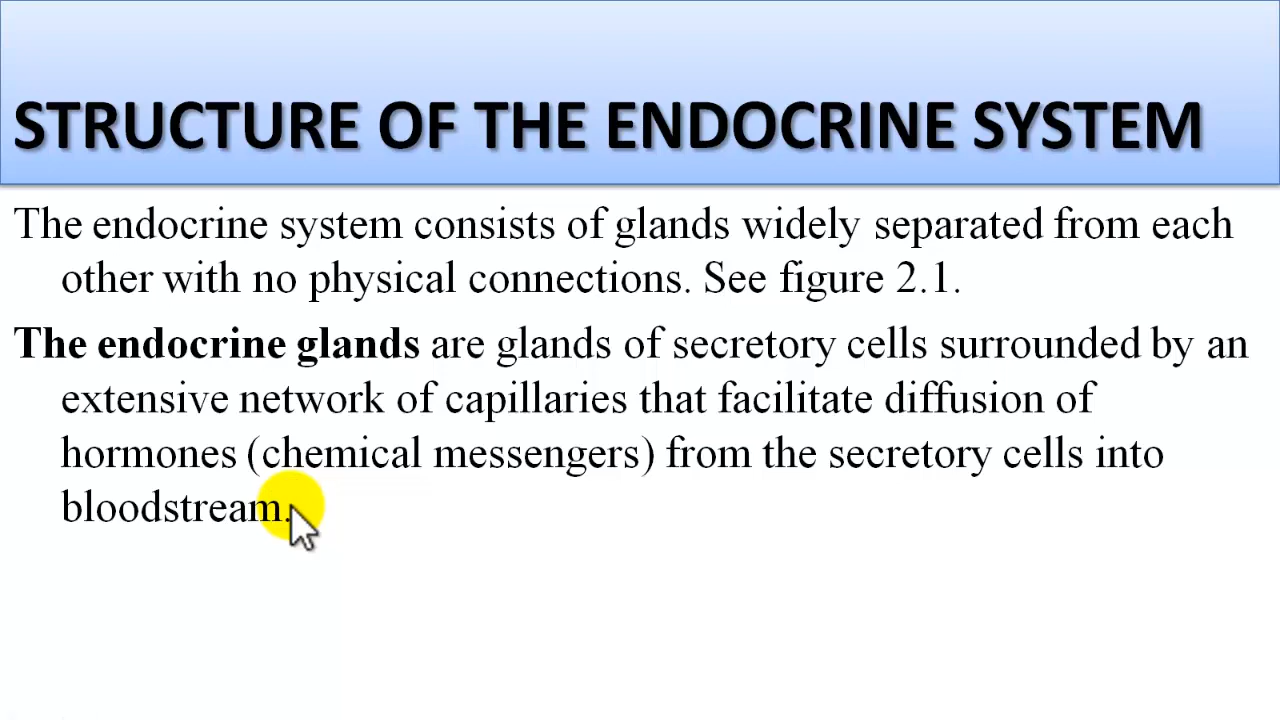 STRUCTURE OF THE ENDOCRINE SYSTEM
The endocrine system consists of glands widely separated from each
other with no physical connections. See figure 2.1.
The endocrine glands are glands of secretory cells surrounded by an
extensive network of capillaries that facilitate diffusion of
hormones (chemical messengers) from the secretory cells into
bloodstream.